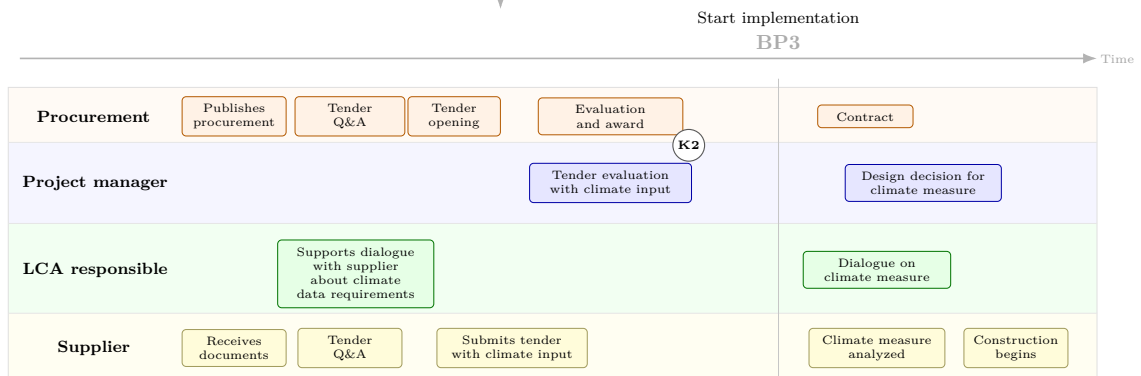 Start implementation
BP3
Time
Procurement
Publishes
procurement
Tender
Q&A
Tender
opening
Evaluation
and award
Contract
K2
Project manager
Tender evaluation
with climate input
Design decision for
climate measure
LCA responsible
Supports dialogue
with supplier
about climate
data requirements
Dialogue on
climate measure
Supplier
Receives
documents
Tender
Q&A
Submits tender
with climate input
Climate measure
analyzed
Construction
begins